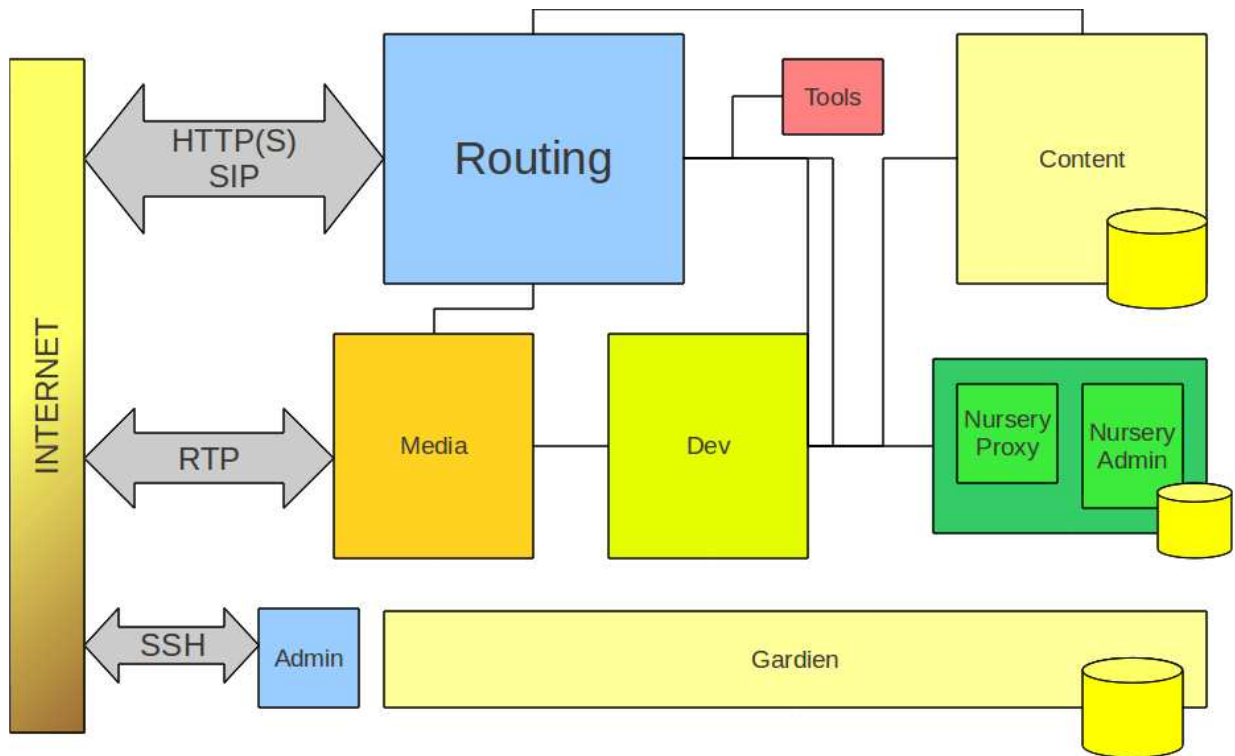 INTERNET
HTTP(S)
SIP
Routing
Tools
Content
RTP
Media
Dev
Nursery
Proxy
Nursery
Admin
SSH
Admin
Gardien